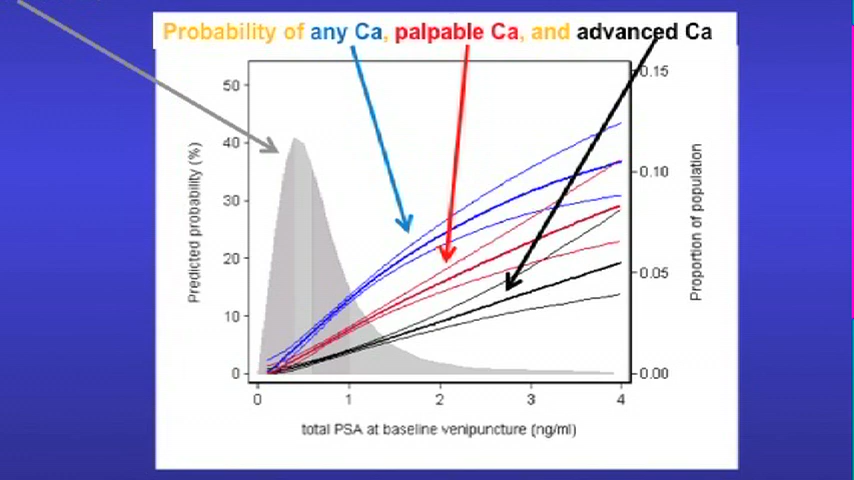 Probability of any Ca, palpable Ca, and advanced Ca
50
40
30
20
10
0
Predicted probability (%)
0.15
0.10
0.05
0.00
Proportion of population
0 1 2 3 4
total PSA at baseline venipuncture (ng/ml)